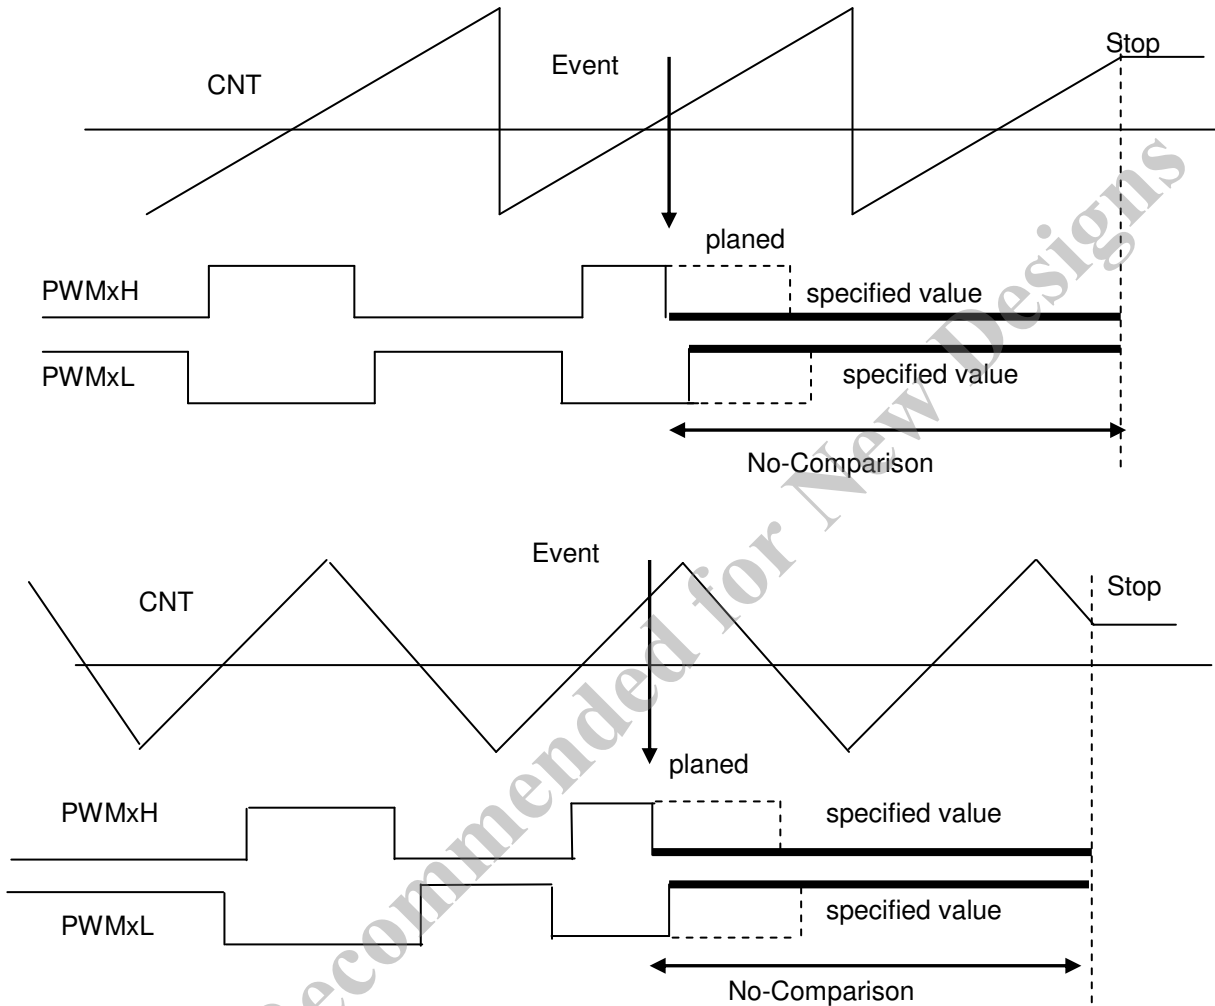 Stop
Event
CNT
planed
PWMxH
specified value
PWMxL
specified value
No-Comparison
Event
Stop
CNT
planed
PWMxH
specified value
specified value
PWMxL
No-Comparison
Recommended for New Designs